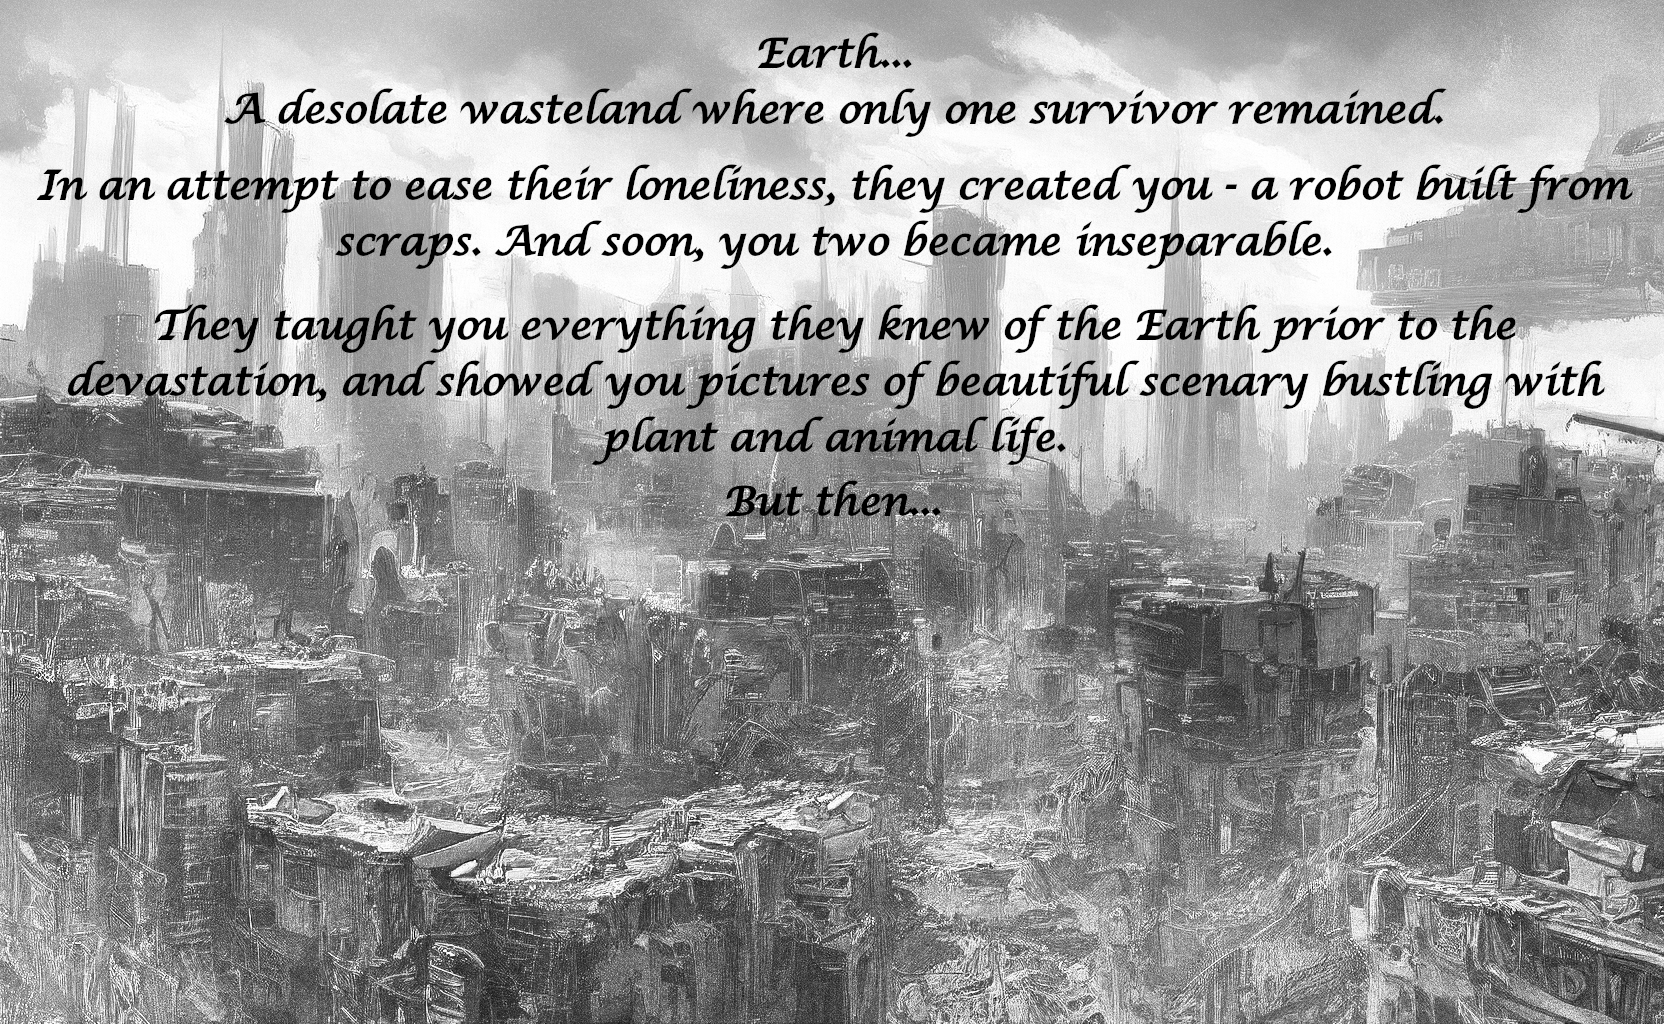 Earth...
A desolate wasteland where only one survivor remained.
In an attempt to ease their loneliness, they created you - a robot built from
scraps. And soon, you two became inseparable.
They taught you everything they knew of the Earth prior to the
devastation, and showed you pictures of beautiful scenary bustling with
plant and animal life.
But then...